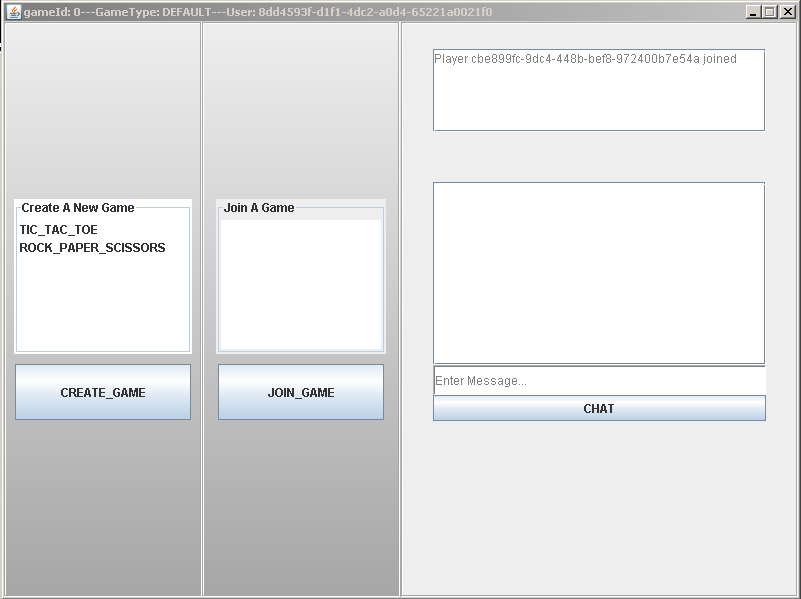 gameId: 0---GameType: DEFAULT---User: 8dd4593f-d1f1-4dc2-a0d4-65221a0021f0
Create A New Game
TIC_TAC_TOE
ROCK_PAPER_SCISSORS
CREATE_GAME
Join A Game
JOIN_GAME
Player cbe899fc-9dc4-448b-bef8-972400b7e54a joined
Enter Message...
CHAT